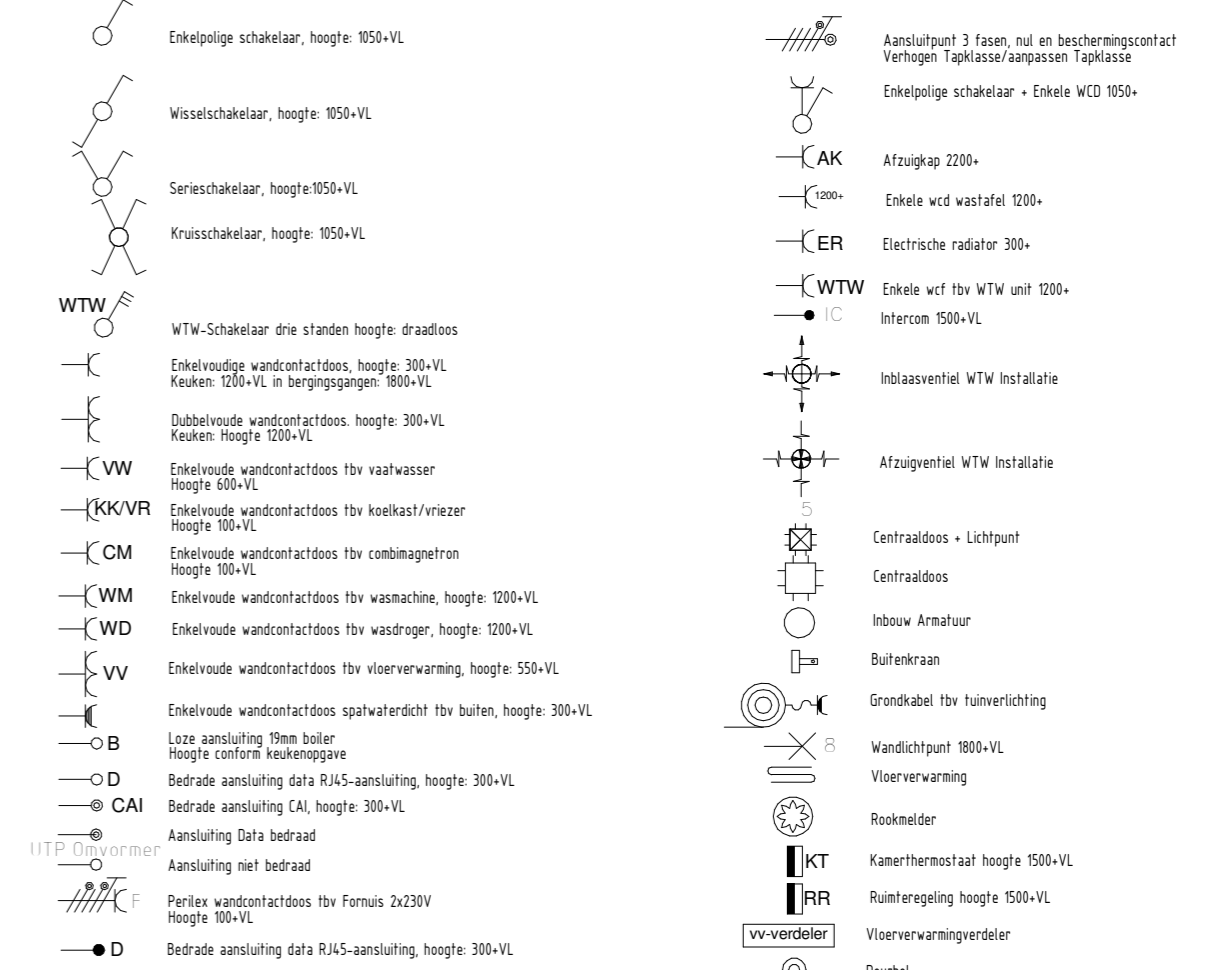 Enkelpolige schakelaar, hoogte: 1050+VL
Wisselschakelaar, hoogte: 1050+VL
Serieschakelaar, hoogte:1050+VL
Kruisschakelaar, hoogte: 1050+VL
WTW
WTW-Schakelaar drie standen hoogte: draadloos
Enkelvoudige wandcontactdoos, hoogte: 300+VL
Keuken: 1200+VL in bergingsgangen: 1800+VL
Dubbelvoude wandcontactdoos. hoogte: 300+VL
Keuken: Hoogte 1200+VL
VW Enkelvoude wandcontactdoos tbv vaatwasser
Hoogte 600+VL
KK/VR Enkelvoude wandcontactdoos tbv koelkast/vriezer
Hoogte 100+VL
CM Enkelvoude wandcontactdoos tbv combimagnetron
Hoogte 100+VL
WM Enkelvoude wandcontactdoos tbv wasmachine, hoogte: 1200+VL
WD Enkelvoude wandcontactdoos tbv wasdroger, hoogte: 1200+VL
VV Enkelvoude wandcontactdoos tbv vloerverwarming, hoogte: 550+VL
Enkelvoude wandcontactdoos spatwaterdicht tbv buiten, hoogte: 300+VL
B Loze aansluiting 19mm boiler
Hoogte conform keukenopgave
D Bedrade aansluiting data RJ45-aansluiting, hoogte: 300+VL
CAI Bedrade aansluiting CAI, hoogte: 300+VL
Aansluiting Data bedraad
UTP Omvormer
Aansluiting niet bedraad
F Perilex wandcontactdoos tbv Fornuis 2x230V
Hoogte 100+VL
D Bedrade aansluiting data RJ45-aansluiting, hoogte: 300+VL
Aansluitpunt 3 fasen, nul en beschermingscontact
Verhogen Tapklasse/aanpassen Tapklasse
Enkelpolige schakelaar + Enkele WCD 1050+
AK Afzuigkap 2200+
1200+ Enkele wcd wastafel 1200+
ER Electrische radiator 300+
WTW Enkele wcf tbv WTW unit 1200+
IC Intercom 1500+VL
Inblaasventiel WTW Installatie
Afzuigventiel WTW Installatie
5
Centraaldoos + Lichtpunt
Centraaldoos
Inbouw Armatuur
Buitenkraan
Grondkabel tbv tuinverlichting
8 Wandlichtpunt 1800+VL
Vloerverwarming
Rookmelder
KT Kamerthermostaat hoogte 1500+VL
RR Ruimteregeling hoogte 1500+VL
vv-verdeler Vloerverwarmingverdeler